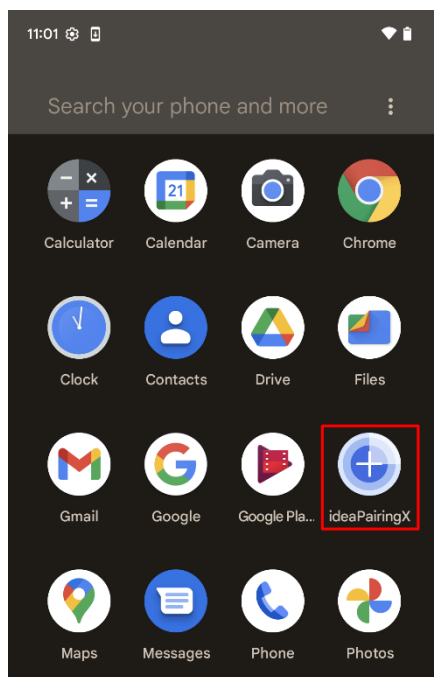 11:01
Search your phone and more
Calculator Calendar Camera Chrome
21
Clock Contacts Drive Files
Gmail Google Google Pla... ideaPairingX
Maps Messages Phone Photos